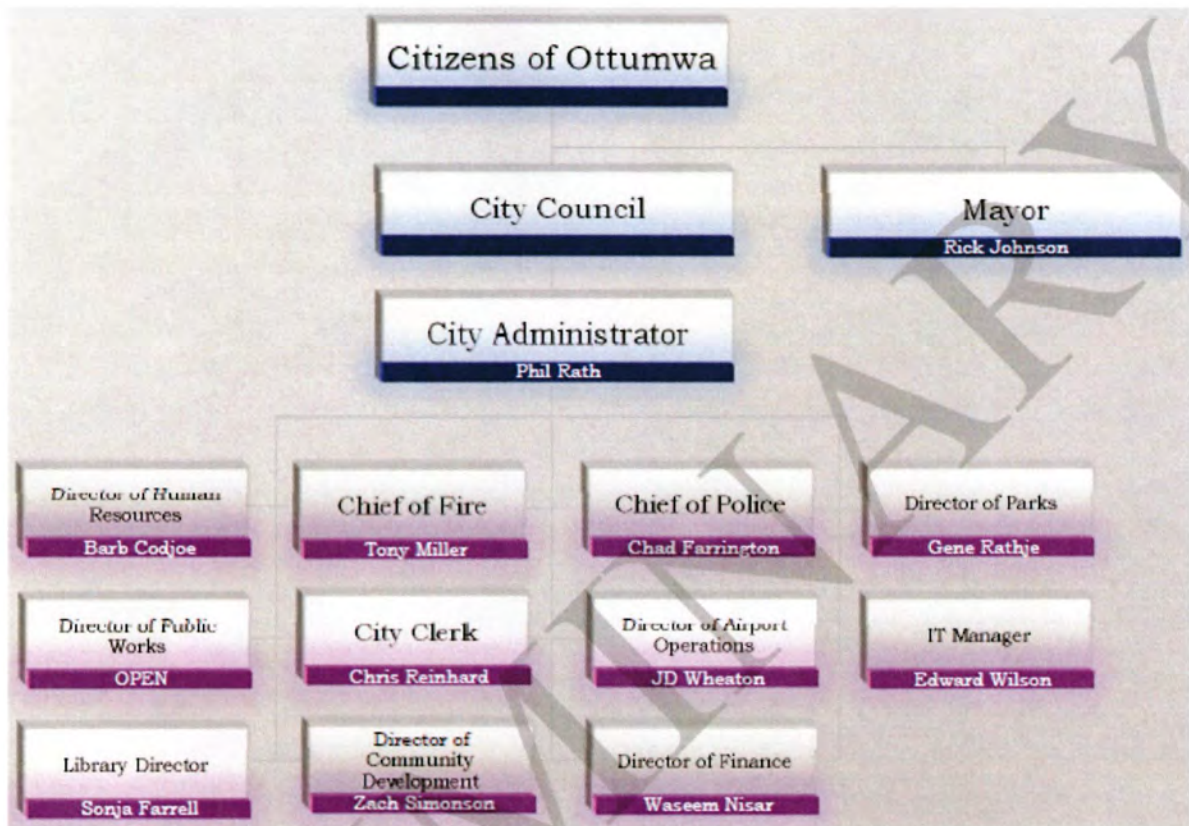 Citizens of Ottumwa
City Council
Mayor
Rick Johnson
City Administrator
Phil Rath
Director of Human
Resources
Barb Codjoe
Chief of Fire
Tony Miller
Chief of Police
Chad Farrington
Director of Parks
Gene Rathje
Director of Public
Works
OPEN
City Clerk
Chris Reinhard
Director of Airport
Operations
JD Wheaton
IT Manager
Edward Wilson
Library Director
Sonja Farrell
Director of
Community
Development
Zach Simonson
Director of Finance
Waseem Nisar
MINARY